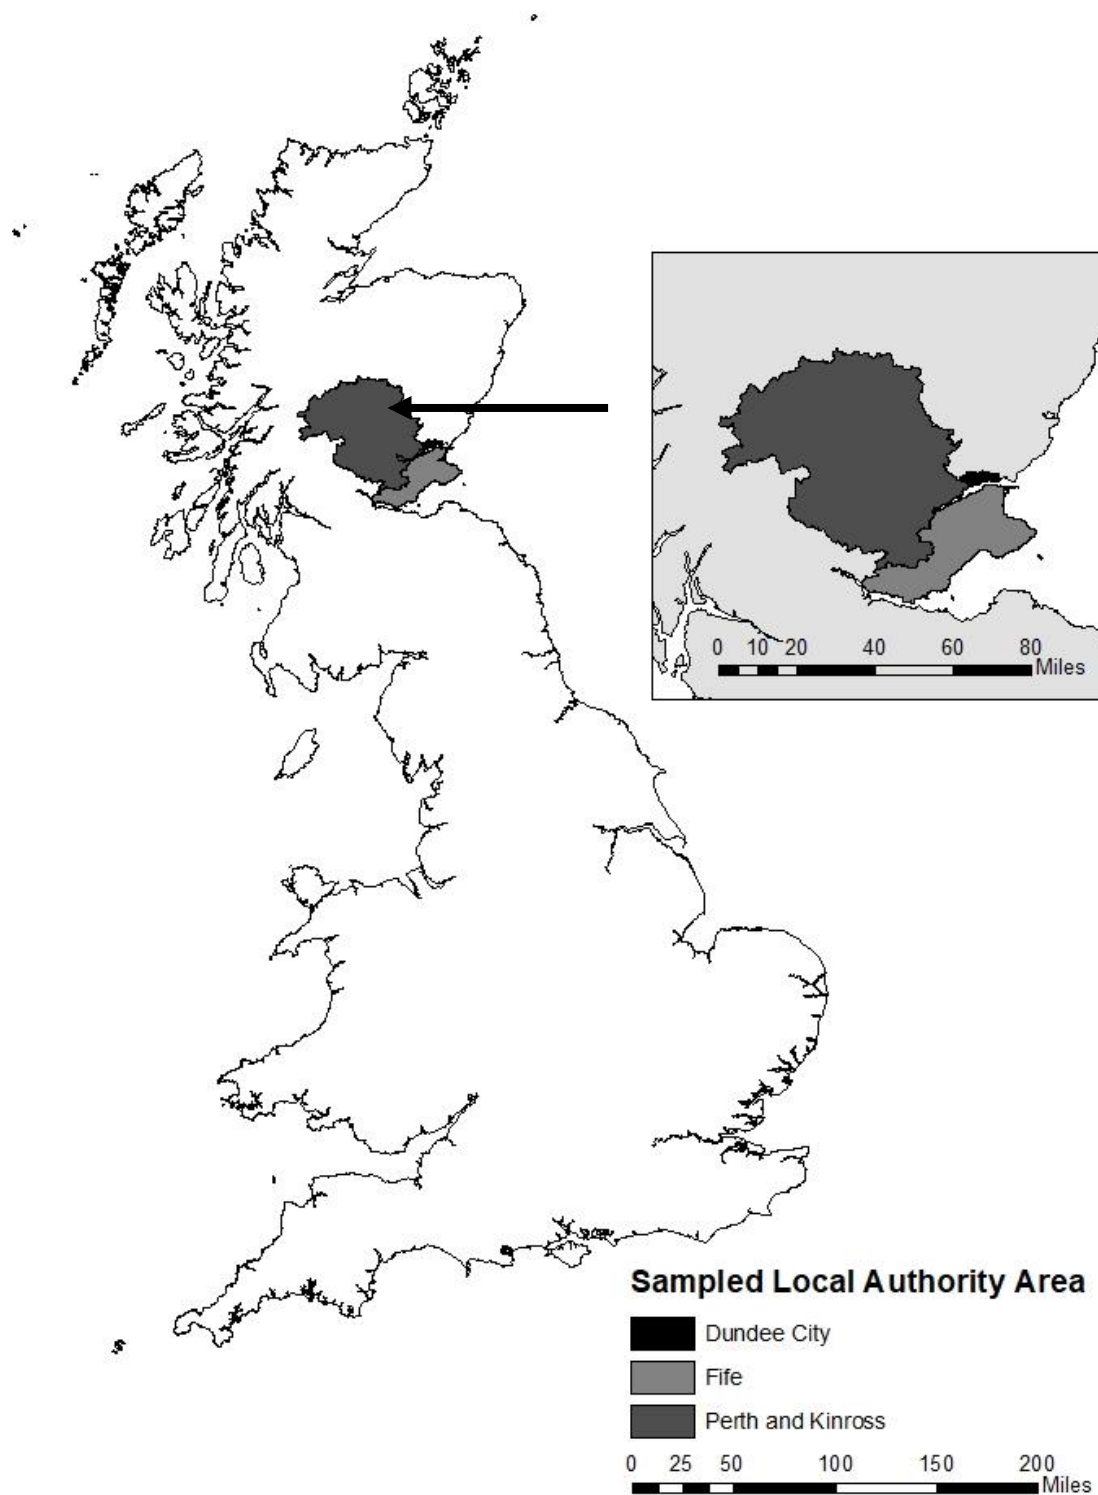 0 10 20 40 60 80
Miles
Sampled Local Authority Area
Dundee City
Fife
Perth and Kinross
0 25 50 100 150 200
Miles